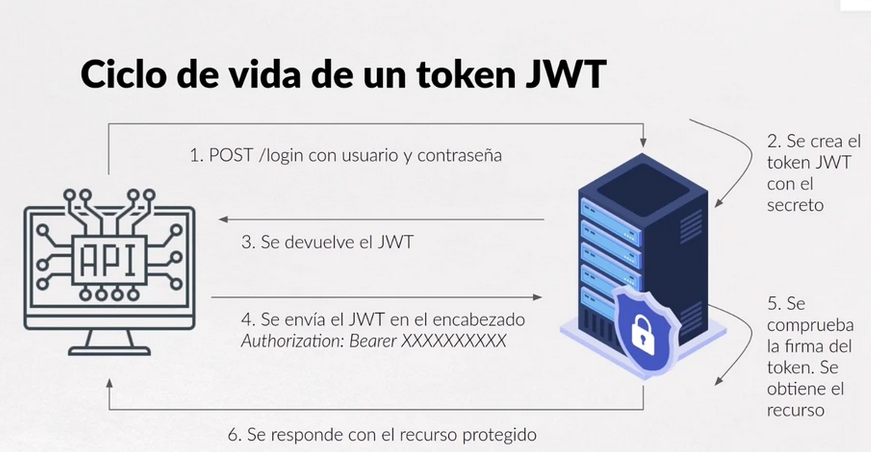 Ciclo de vida de un token JWT
1. POST /login con usuario y contraseña
2. Se crea el
token JWT
con el
secreto
API
3. Se devuelve el JWT
4. Se envía el JWT en el encabezado
Authorization: Bearer XXXXXXXXXX
5. Se
comprueba
la firma del
token. Se
obtiene el
recurso
6. Se responde con el recurso protegido